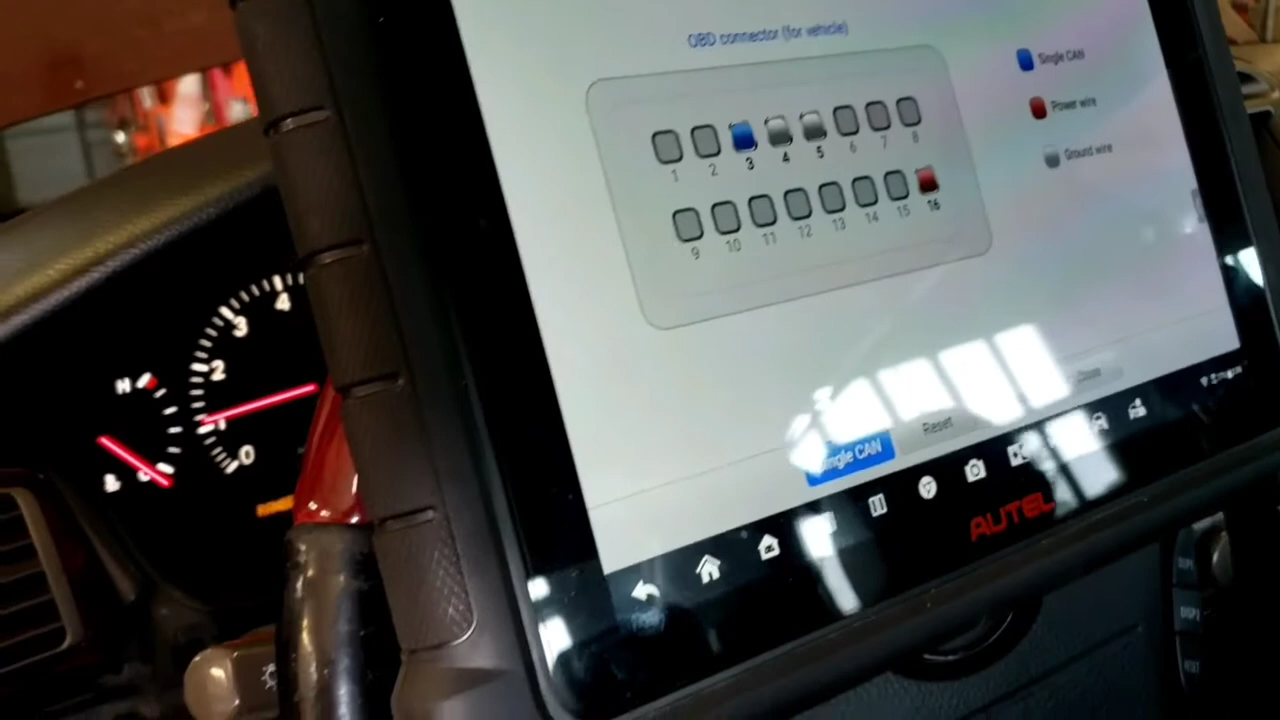 OBD connector (for vehicle)
Single CAN
Power wire
Ground wire
1 2 3 4 5 6 7 8
9 10 11 12 13 14 15 16
Single CAN
Reset
AUTEL
4
3
2
1
0
H
DISP